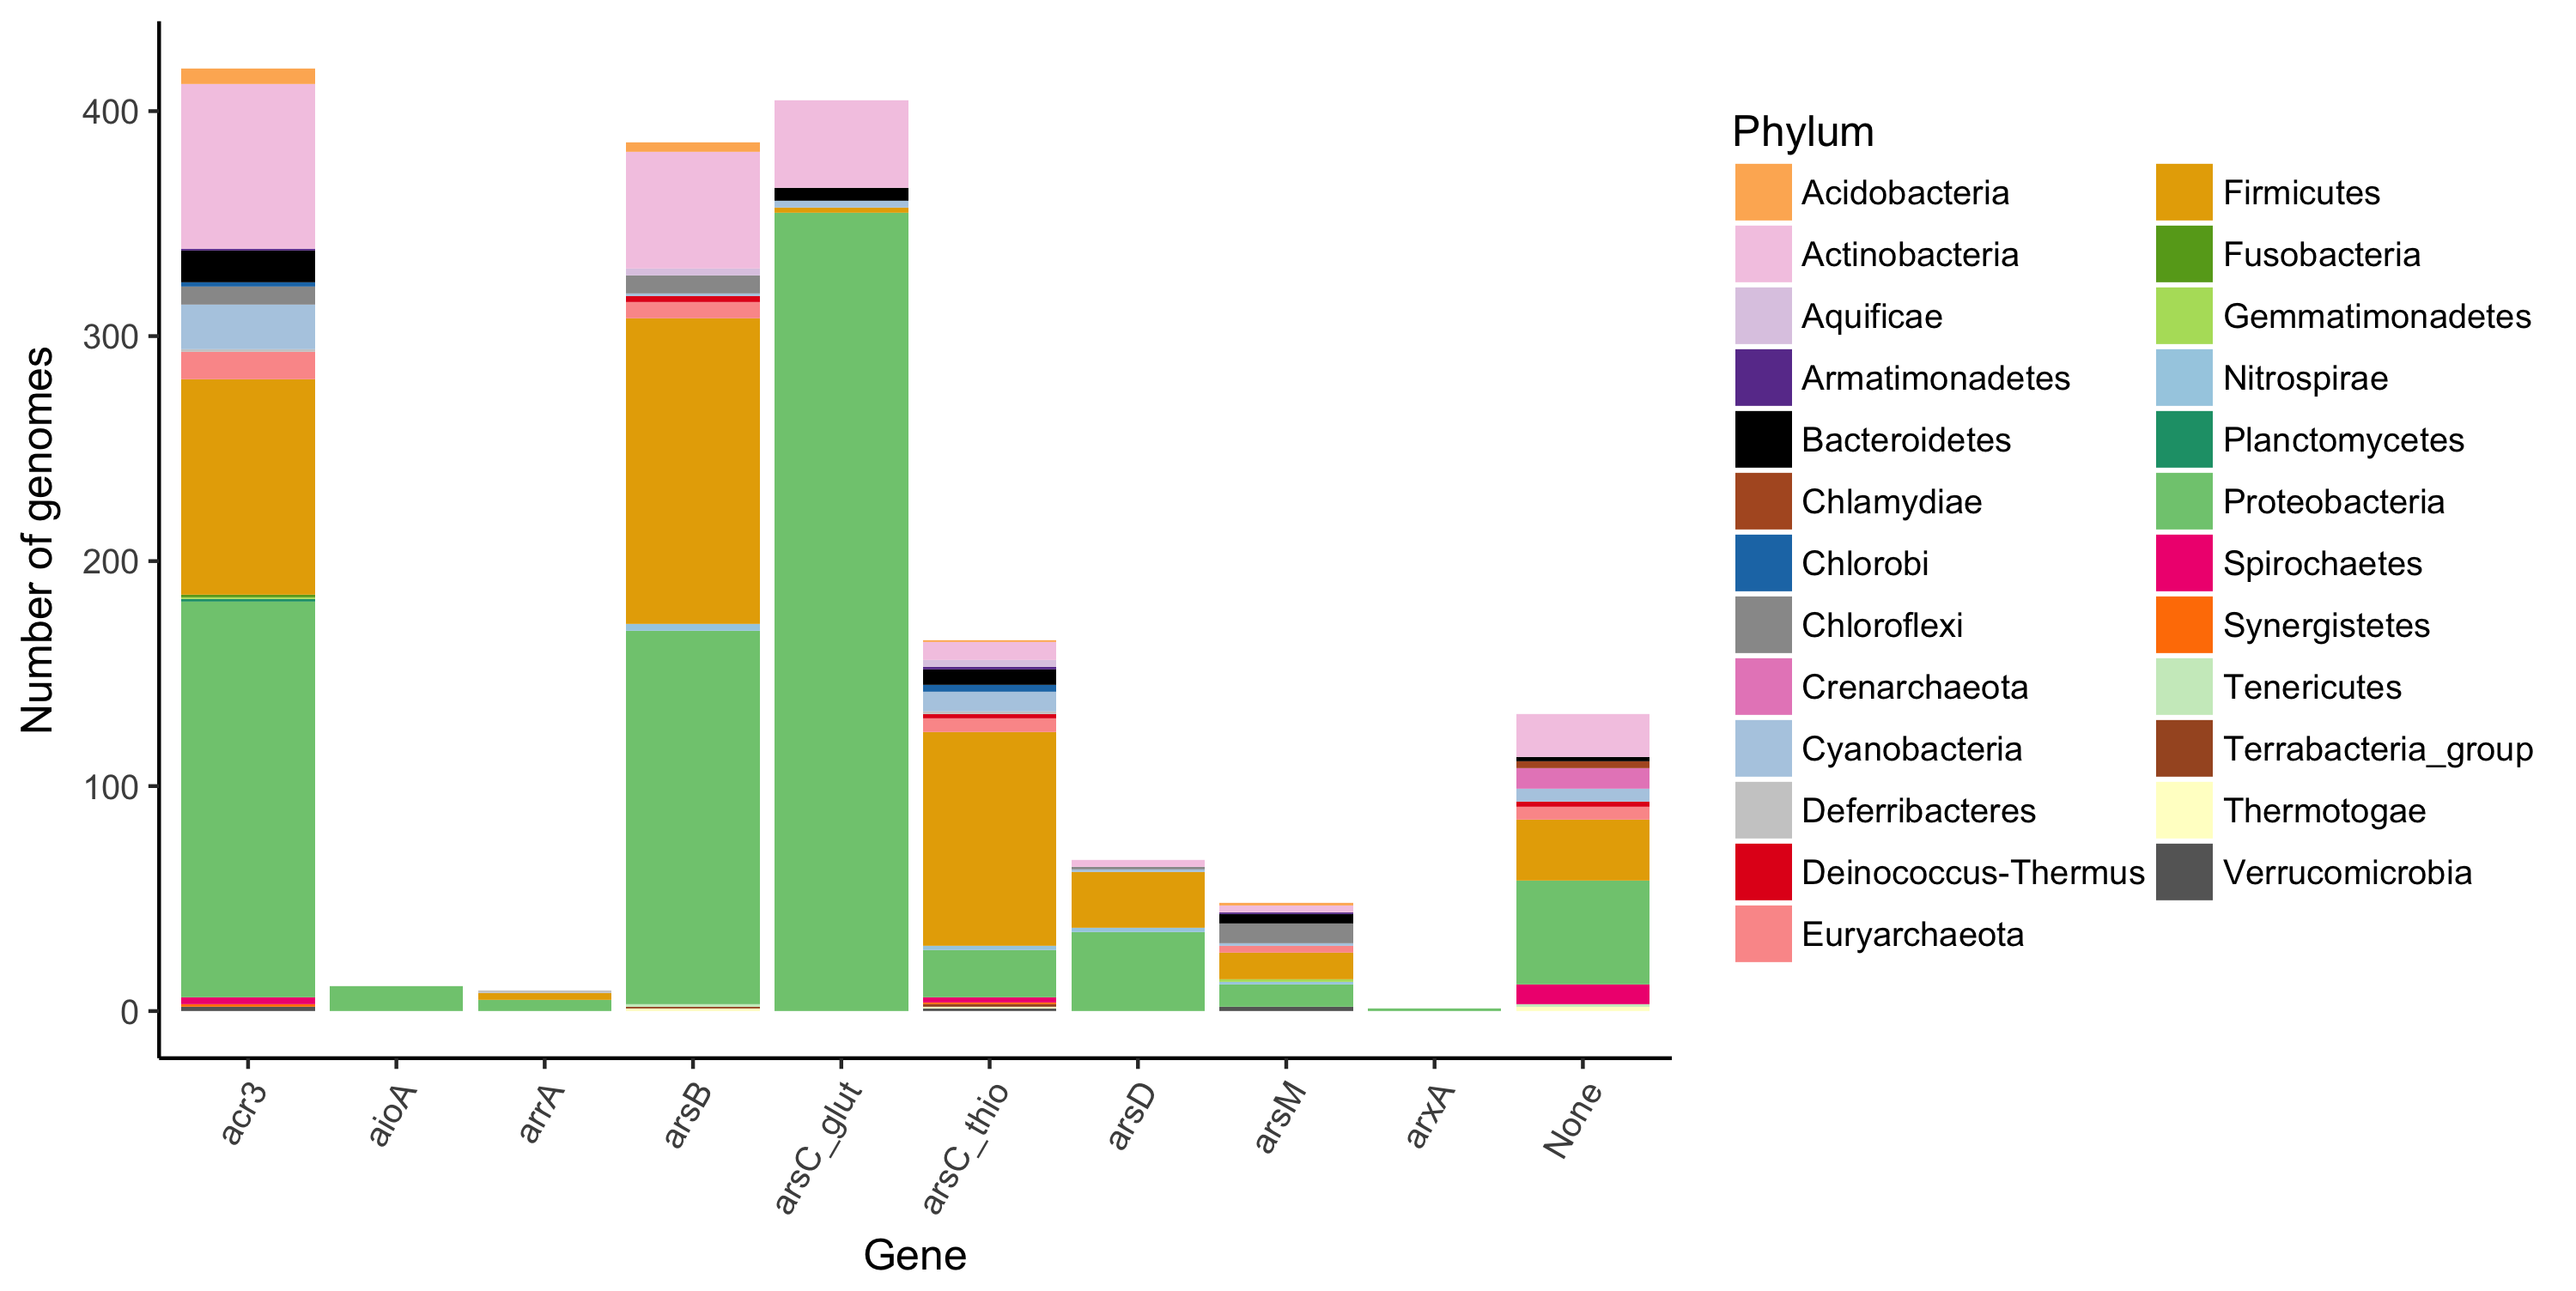 Number of genomes
400
300
200
100
0
acr3
aioA
arrA
arsB
arsC_glut
arsC_thio
arsD
arsM
arxA
None
Gene
Phylum
Acidobacteria
Actinobacteria
Aquificae
Armatimonadetes
Bacteroidetes
Chlamydiae
Chlorobi
Chloroflexi
Crenarchaeota
Cyanobacteria
Deferribacteres
Deinococcus-Thermus
Euryarchaeota
Firmicutes
Fusobacteria
Gemmatimonadetes
Nitrospirae
Planctomycetes
Proteobacteria
Spirochaetes
Synergistetes
Tenericutes
Terrabacteria_group
Thermotogae
Verrucomicrobia